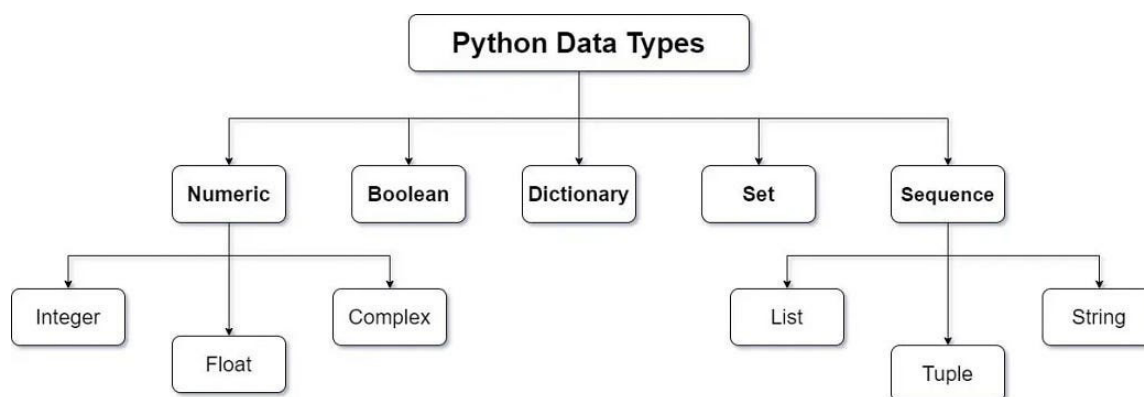 Python Data Types
Numeric
Boolean
Dictionary
Set
Sequence
Integer
Float
Complex
List
Tuple
String